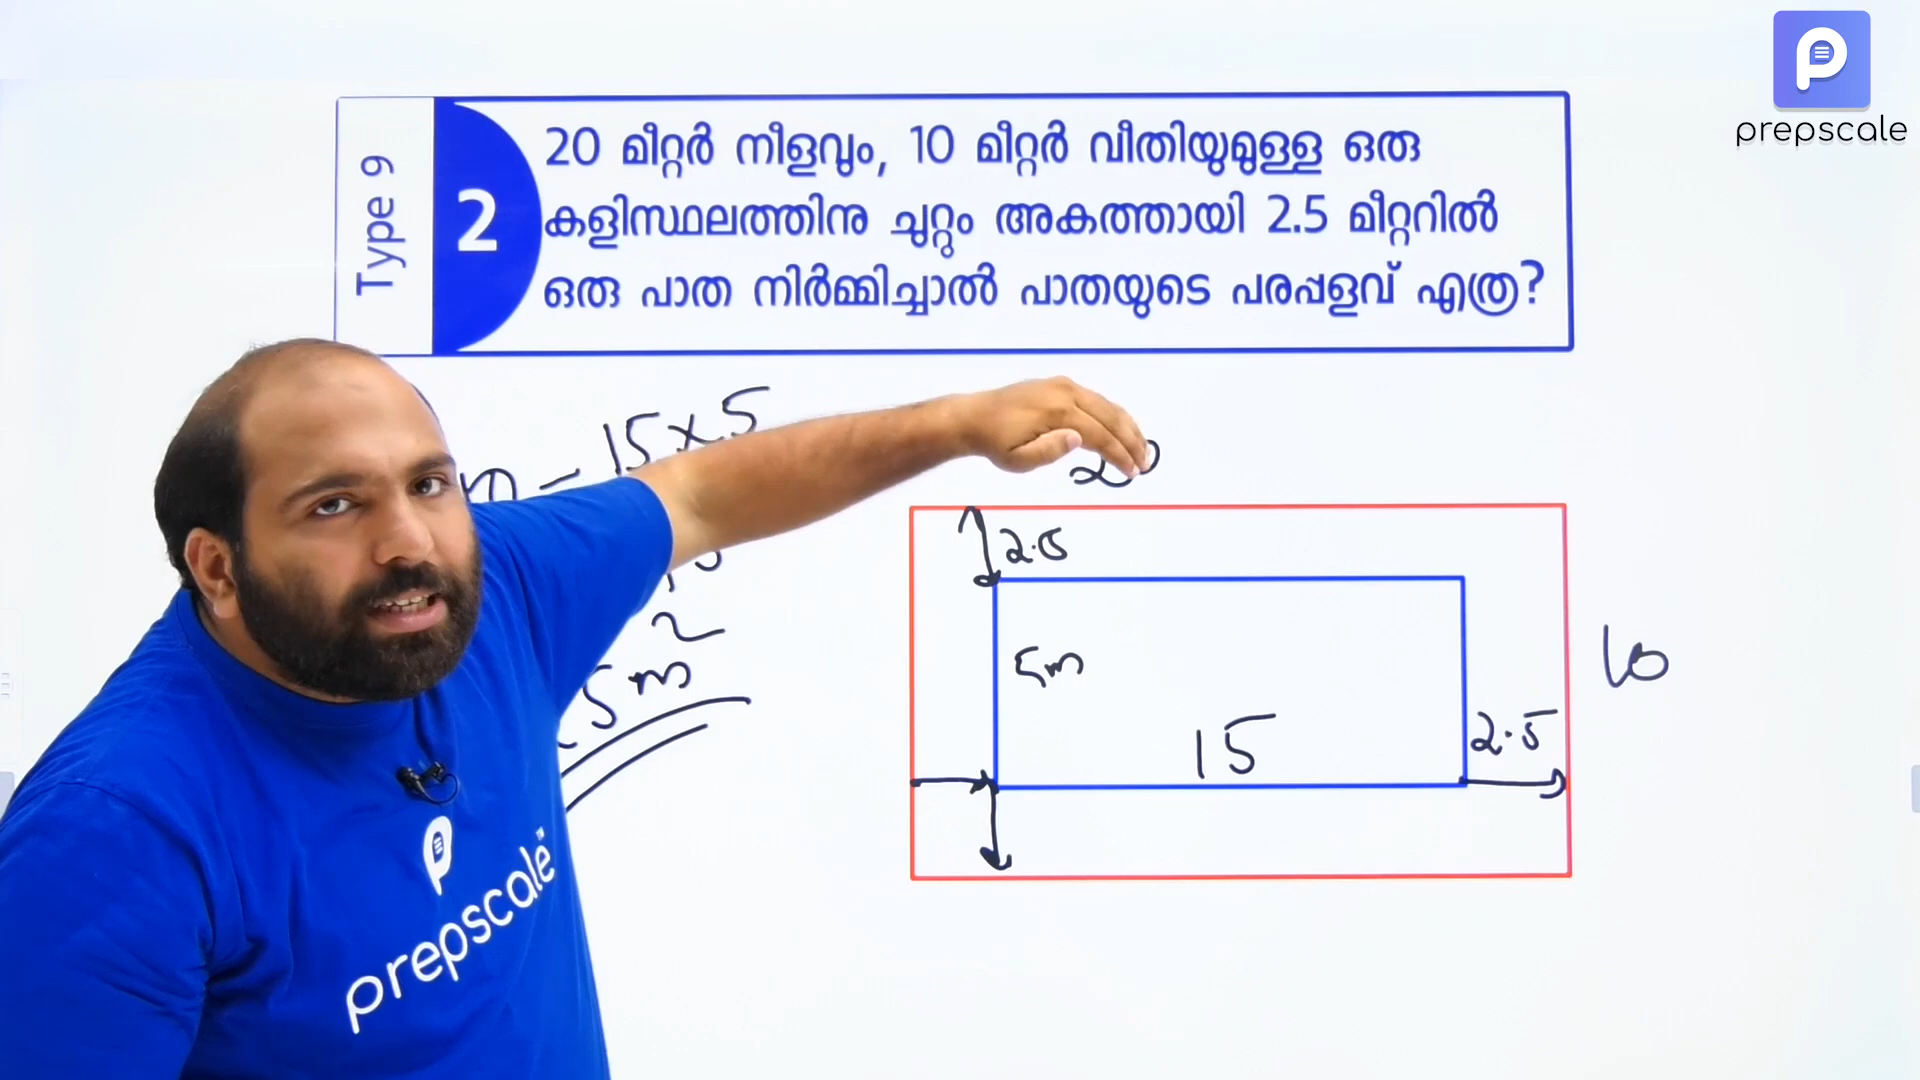 prepscale
Type 9
2
20 മീറ്റർ നീളവും, 10 മീറ്റർ വീതിയുമുള്ള ഒരു
കളിസ്ഥലത്തിനു ചുറ്റും അകത്തായി 2.5 മീറ്ററിൽ
ഒരു പാത നിർമ്മിച്ചാൽ പാതയുടെ പരപ്പളവ് എത്ര?
- 15 × 5
20
2.5
5m
10
15
2.5
5m²
prepscale